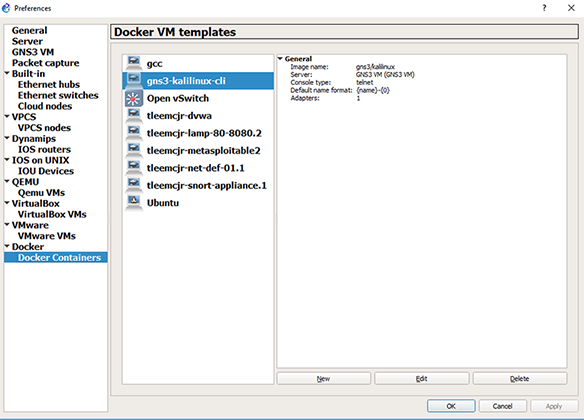 Preferences
?
General
Server
GNS3 VM
Packet capture
Built-in
Ethernet hubs
Ethernet switches
Cloud nodes
VPCS
VPCS nodes
Dynamips
IOS routers
IOS on UNIX
IOU Devices
QEMU
Qemu VMs
VirtualBox
VirtualBox VMs
VMware
VMware VMs
Docker
Docker Containers
Docker VM templates
gcc
gns3-kalilinux-cli
Open vSwitch
tleemcjr-dvwa
tleemcjr-lamp-80-8080.2
tleemcjr-metasploitable2
tleemcjr-net-def-01.1
tleemcjr-snort-appliance.1
Ubuntu
General
Image name: gns3/kalilinux
Server: GNS3 VM (GNS3 VM)
Console type: telnet
Default name format: {name}-{0}
Adapters: 1
New Edit Delete
OK Cancel Apply